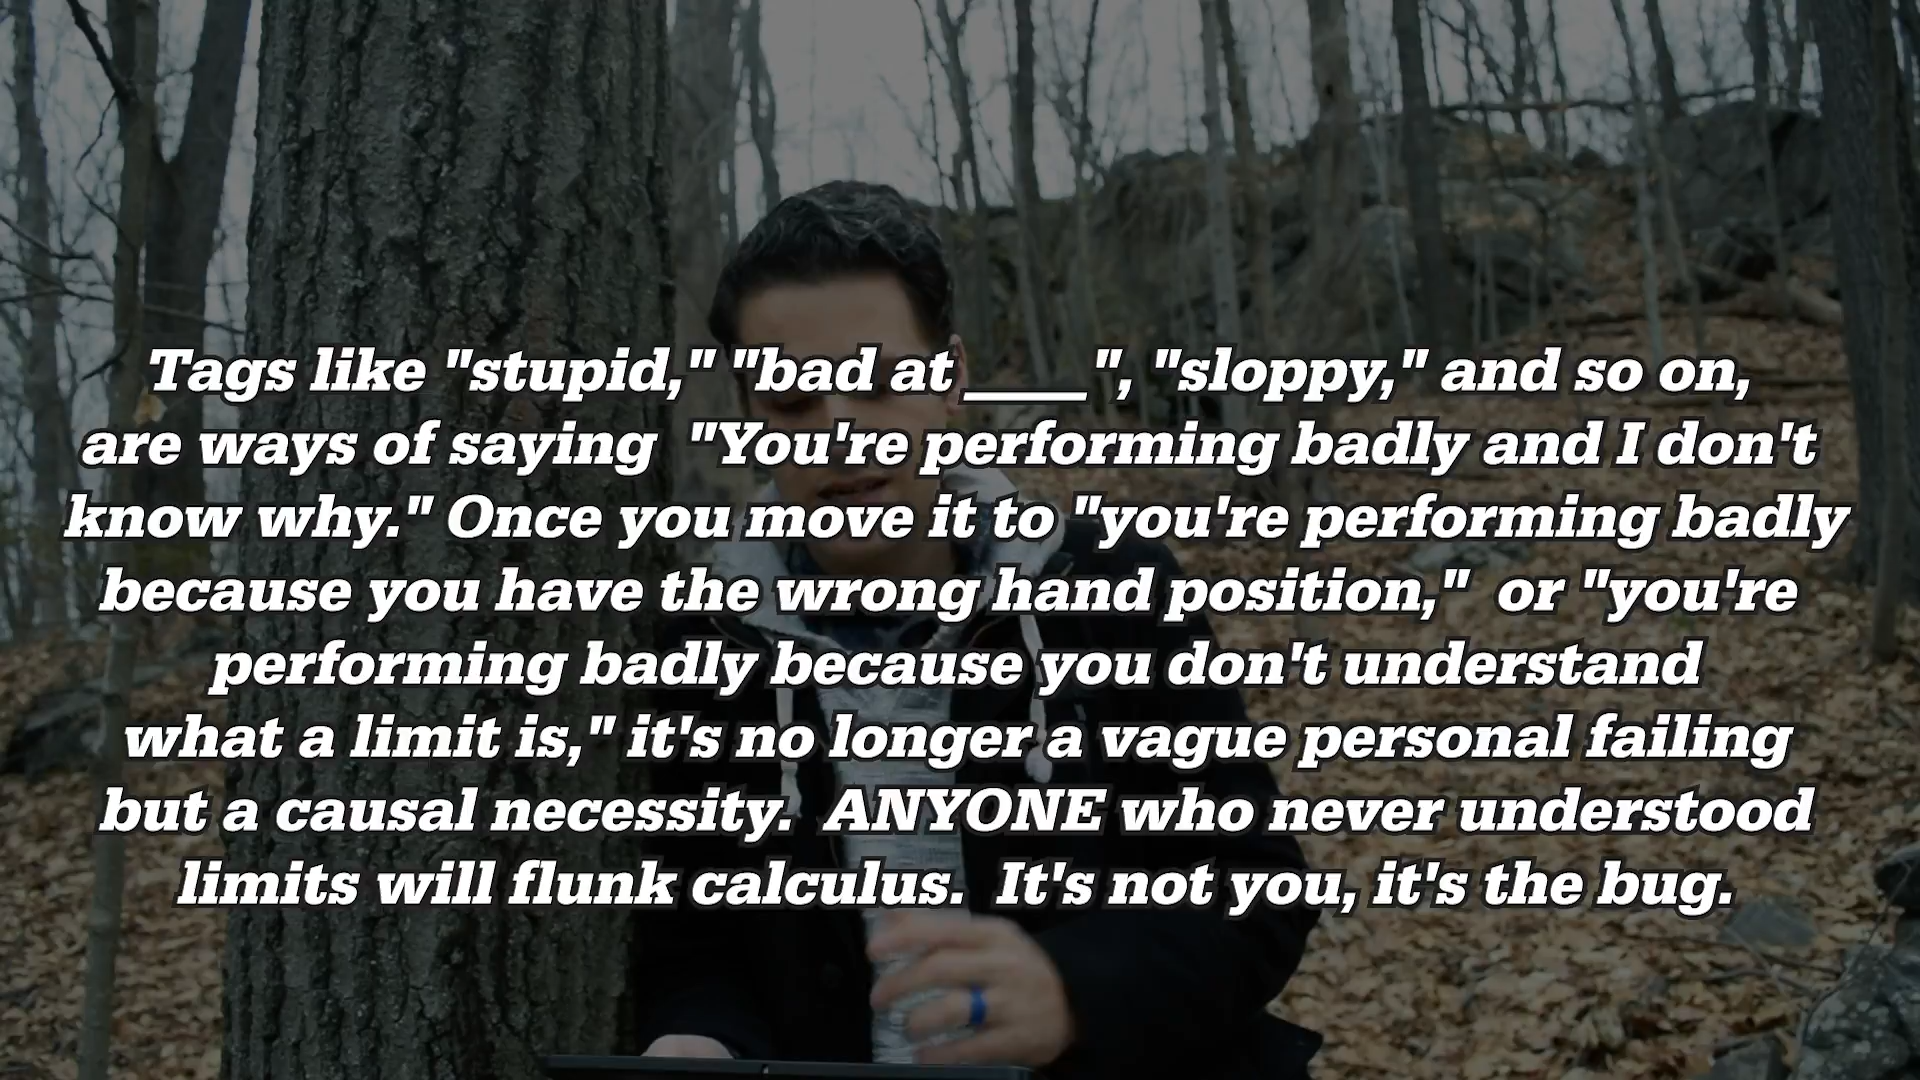 Tags like "stupid," "bad at ____", "sloppy," and so on,
are ways of saying  "You're performing badly and I don't
know why." Once you move it to "you're performing badly
because you have the wrong hand position,"  or "you're
performing badly because you don't understand
what a limit is," it's no longer a vague personal failing
but a causal necessity.  ANYONE who never understood
limits will flunk calculus.  It's not you, it's the bug.